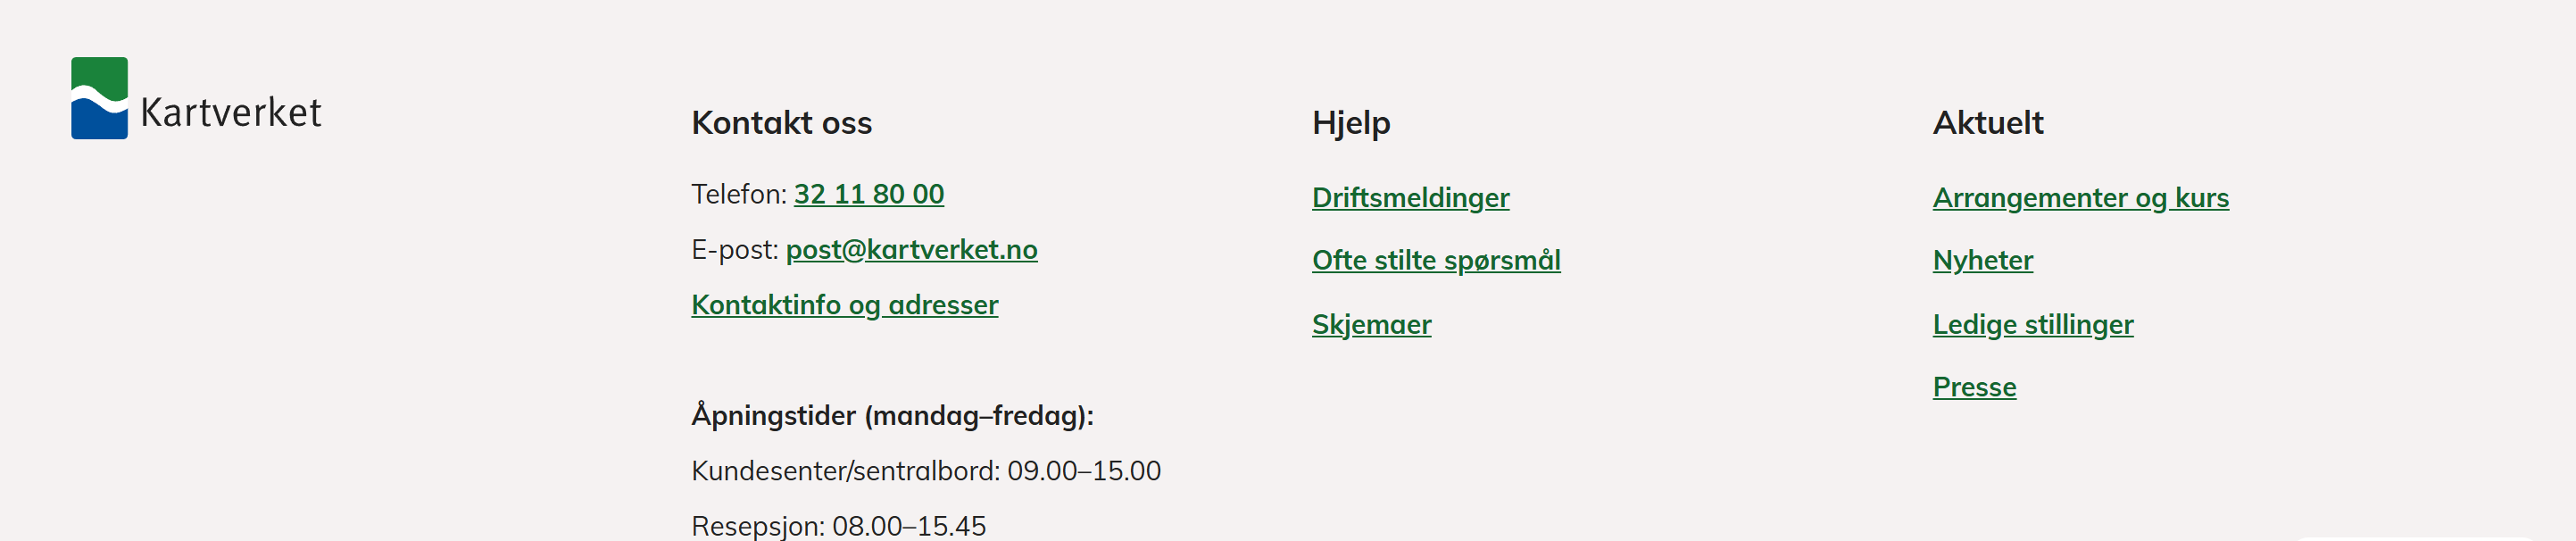 Kartverket
Kontakt oss
Telefon: 32 11 80 00
E-post: post@kartverket.no
Kontaktinfo og adresser
Åpningstider (mandag–fredag):
Kundesenter/sentralbord: 09.00–15.00
Resepsjon: 08.00–15.45
Hjelp
Driftsmeldinger
Ofte stilte spørsmål
Skjemaer
Aktuelt
Arrangementer og kurs
Nyheter
Ledige stillinger
Presse